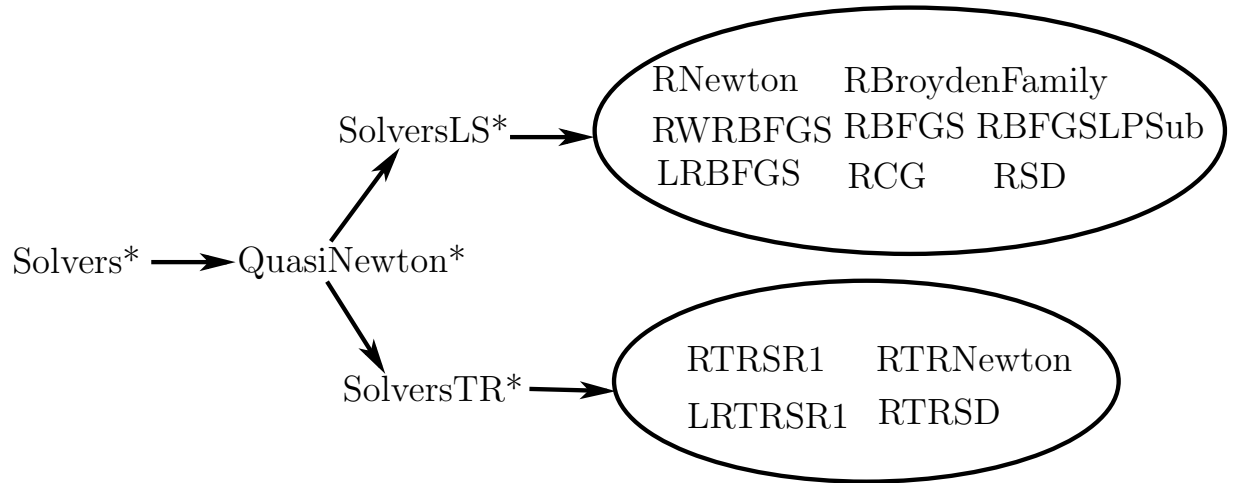 RNewton RBroydenFamily
SolversLS* RWRBFGS RBFGS RBFGSLPSub
LRBFGS RCG RSD
Solvers* QuasiNewton*
RTRSR1 RTRNewton
SolversTR* LRTRSR1 RTRSD